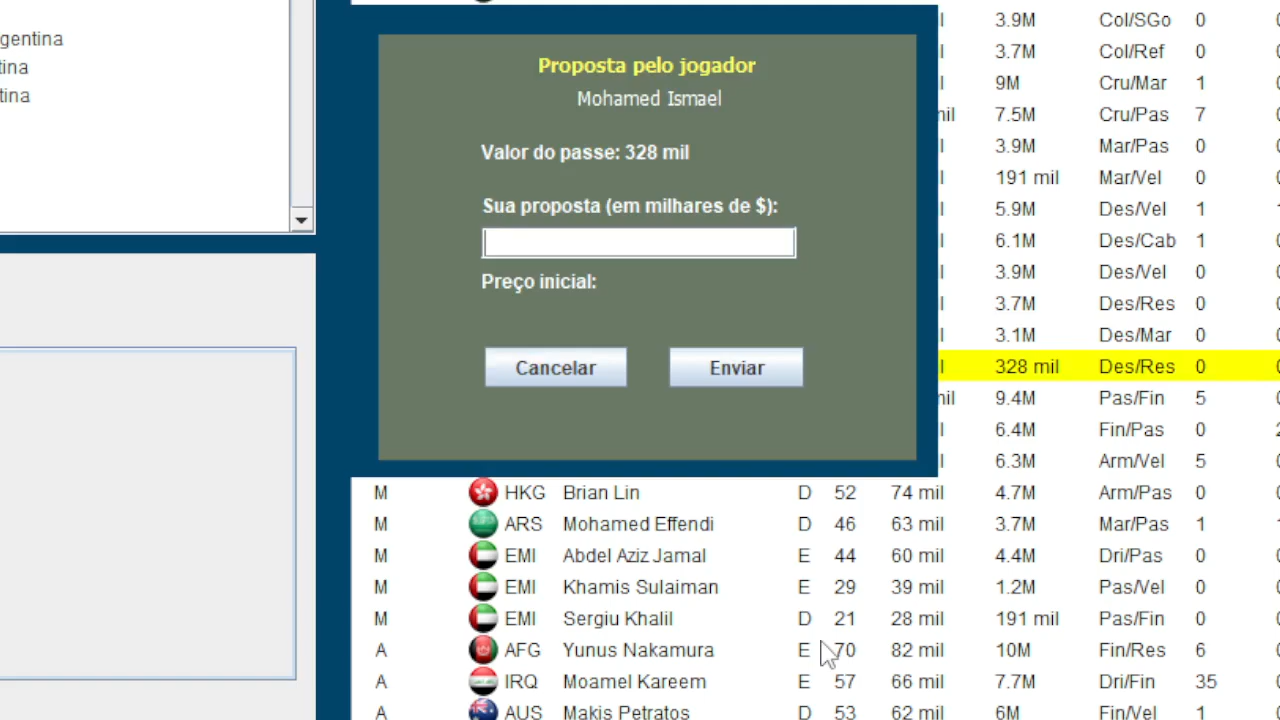 gentina
tina
tina
Proposta pelo jogador
Mohamed Ismael
Valor do passe: 328 mil
Sua proposta (em milhares de $):
Preço inicial:
Cancelar Enviar
3.9M Col/SGo 0
3.7M Col/Ref 0
9M Cru/Mar 1
7.5M Cru/Pas 7
3.9M Mar/Pas 0
191 mil Mar/Vel 0
5.9M Des/Vel 1
6.1M Des/Cab 1
3.9M Des/Vel 0
3.7M Des/Res 0
3.1M Des/Mar 0
328 mil Des/Res 0
9.4M Pas/Fin 5
6.4M Fin/Pas 0
6.3M Arm/Vel 5
M HKG Brian Lin D 52 74 mil 4.7M Arm/Pas 0
M ARS Mohamed Effendi D 46 63 mil 3.7M Mar/Pas 1
M EMI Abdel Aziz Jamal E 44 60 mil 4.4M Dri/Pas 0
M EMI Khamis Sulaiman E 29 39 mil 1.2M Pas/Vel 0
M EMI Sergiu Khalil D 21 28 mil 191 mil Pas/Fin 0
A AFG Yunus Nakamura E 70 82 mil 10M Fin/Res 6
A IRQ Moamel Kareem E 57 66 mil 7.7M Dri/Fin 35
A AUS Makis Petratos D 53 62 mil 6M Fin/Vel 1